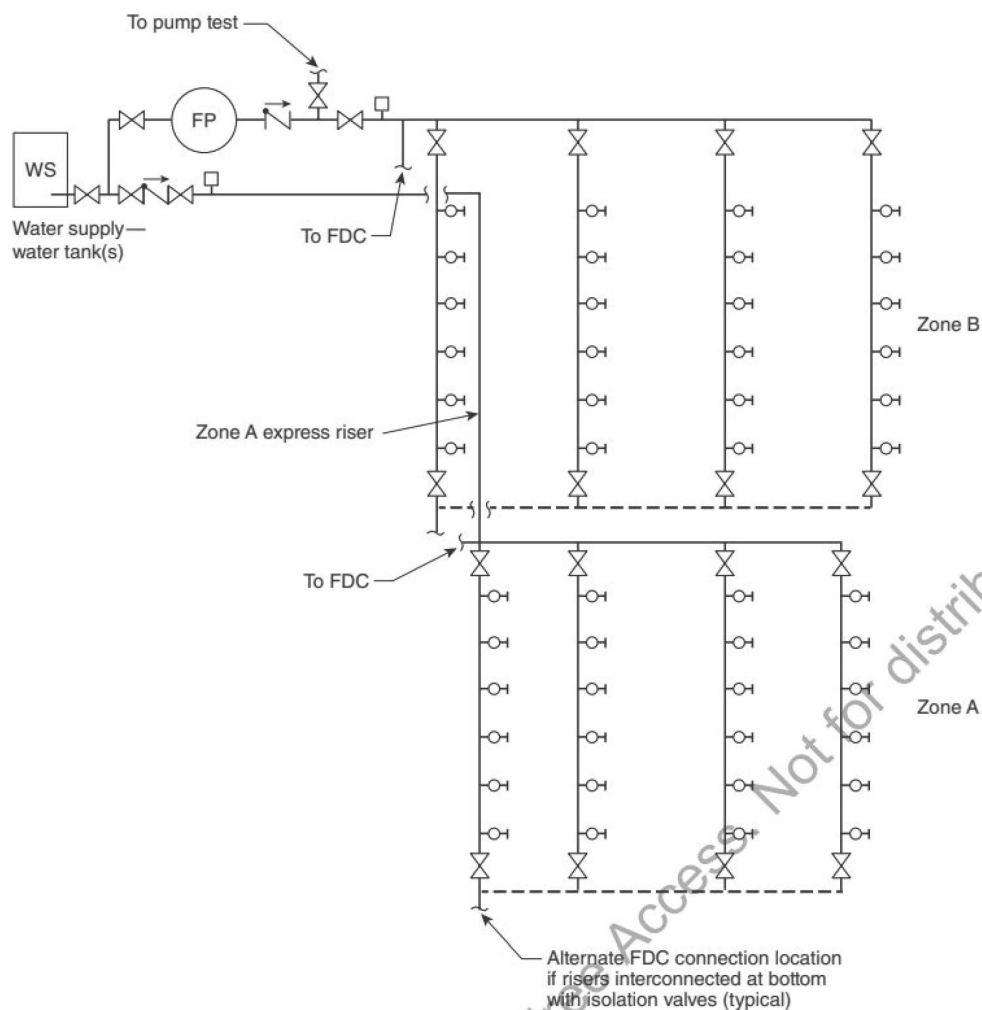 To pump test
FP
WS
Water supply—
water tank(s)
To FDC
Zone B
Zone A express riser
To FDC
Zone A
Alternate FDC connection location
if risers interconnected at bottom
with isolation valves (typical)
Access. Not for